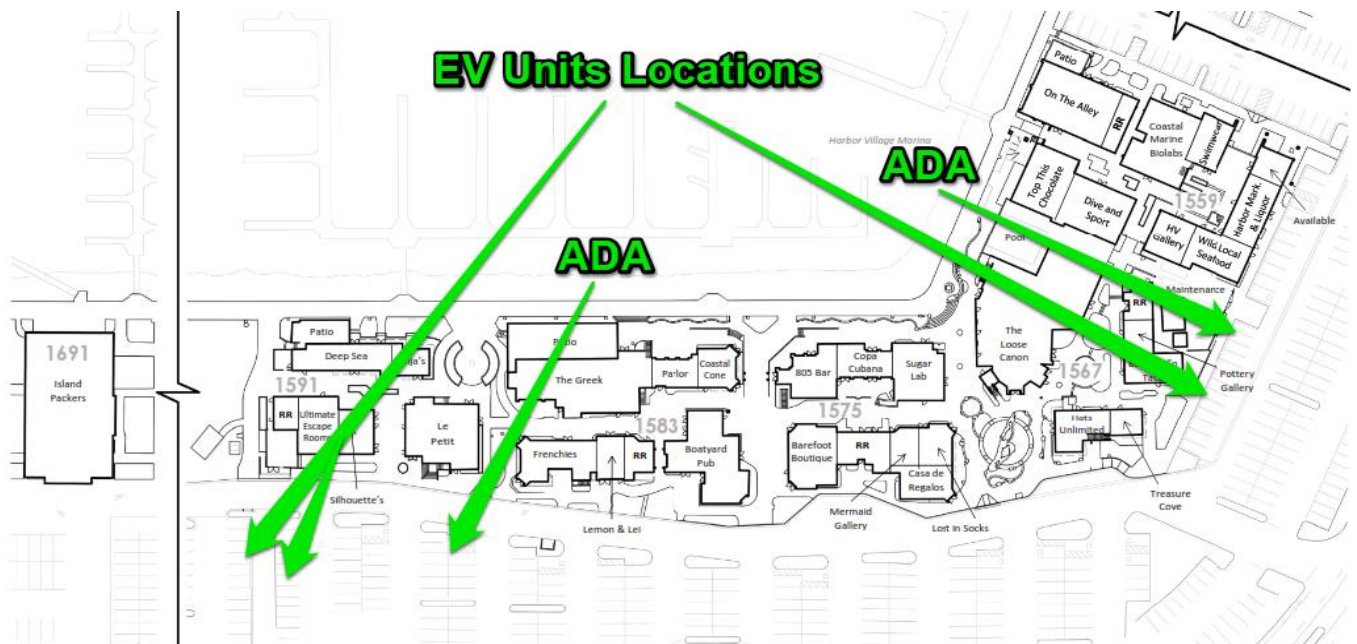 EV Units Locations
ADA
ADA
Harbor Village Marina
Patio
On The Alley
RR
Coastal
Marine
Biolabs
Swimwear
Top This
Chocolate
Dive and
Sport
Pool
1559
Harbor Mark.
& Liquor
Available
HV
Gallery
Wild Local
Seafood
Maintenance
RR
The
Loose
Canon
1567
Pottery
Gallery
Hats
Unlimited
Treasure
Cove
1691
Island
Packers
Patio
Deep Sea
1591
RR
Ultimate
Escape
Rooms
Silhouette's
Le
Petit
Patio
The Greek
Parlor
Coastal
Cone
1583
Frenchies
RR
Lemon & Lei
Boatyard
Pub
805 Bar
Copa
Cubana
Sugar
Lab
1575
Barefoot
Boutique
RR
Casa de
Regalos
Mermaid
Gallery
Lost In Socks